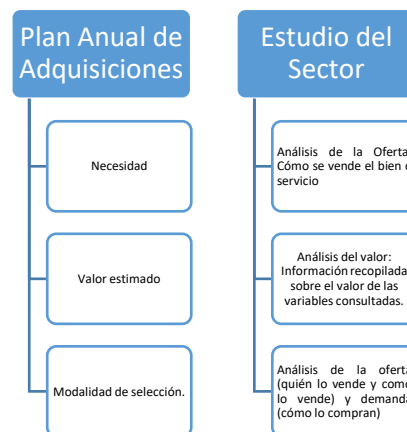 Plan Anual de
Adquisiciones
Necesidad
Valor estimado
Modalidad de selección.
Estudio del
Sector
Análisis de la Oferta
Cómo se vende el bien o
servicio
Análisis del valor:
Información recopilada
sobre el valor de las
variables consultadas.
Análisis de la oferta
(quién lo vende y como
lo vende) y demanda
(cómo lo compran)